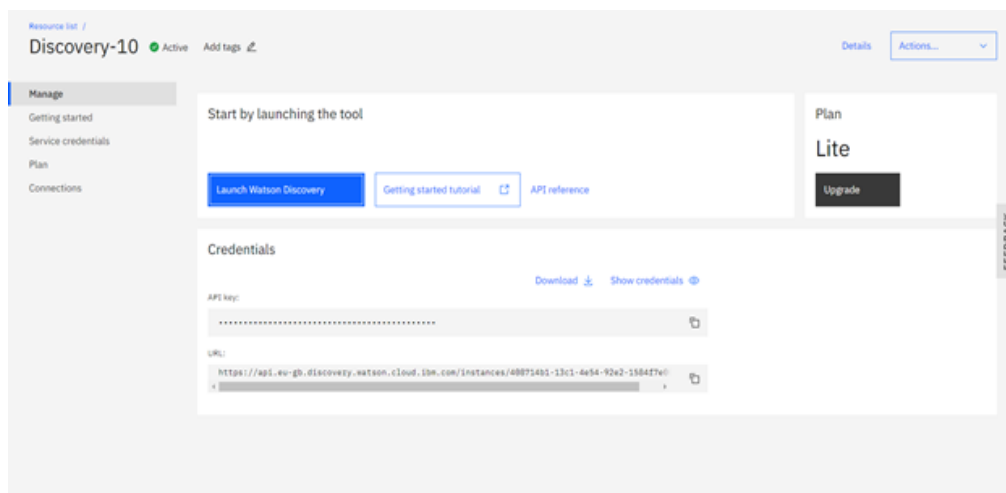 Resource list /
Discovery-10 Active Add tags
Details Actions...
Manage
Getting started
Service credentials
Plan
Connections
Start by launching the tool
Launch Watson Discovery Getting started tutorial API reference
Plan
Lite
Upgrade
FEEDBACK
Credentials
Download Show credentials
API key:
••••••••••••••••••••••••••••••••••••••••••••
URL:
https://api.eu-gb.discovery.watson.cloud.ibm.com/instances/